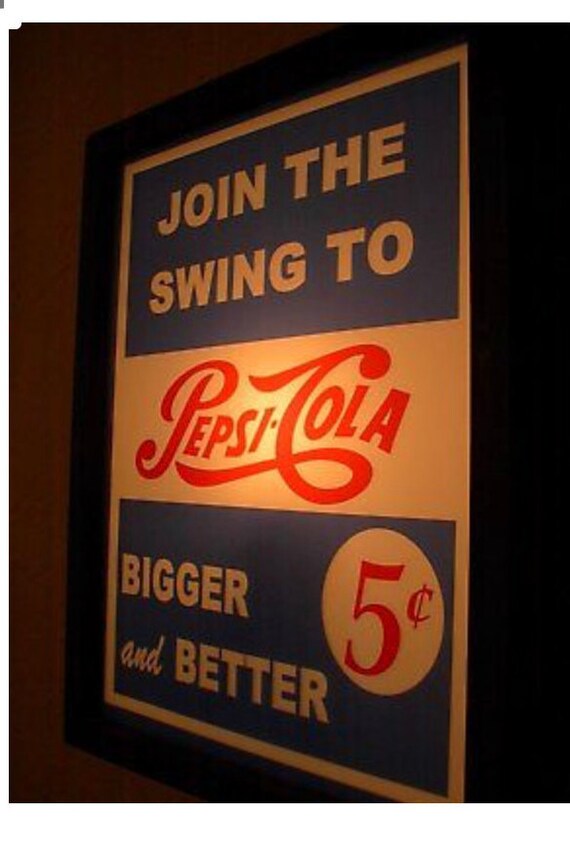 JOIN THE
SWING TO
PEPSI·COLA
BIGGER
and BETTER
5¢